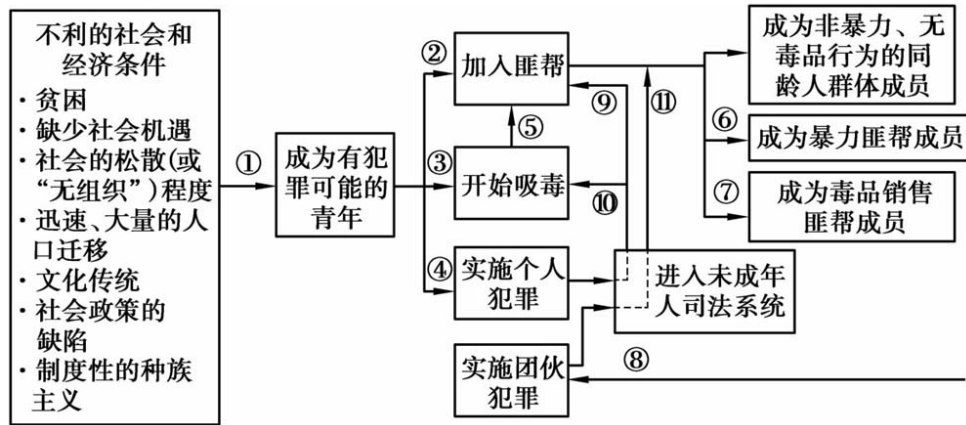 不利的社会和
经济条件
·贫困
·缺少社会机遇
·社会的松散(或
“无组织”)程度
·迅速、大量的人
口迁移
·文化传统
·社会政策的
缺陷
·制度性的种族
主义
①
成为有犯
罪可能的
青年
②
③
④
加入匪帮
⑤
开始吸毒
实施个人
犯罪
实施团伙
犯罪
⑨
⑩
⑪
进入未成年
人司法系统
⑧
成为非暴力、无
毒品行为的同
龄人群体成员
⑥
成为暴力匪帮成员
⑦
成为毒品销售
匪帮成员